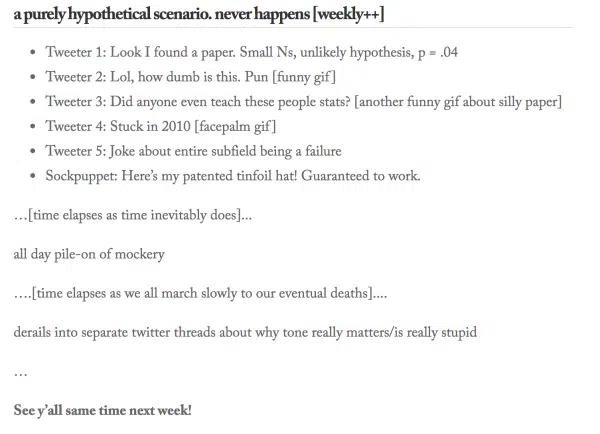 a purely hypothetical scenario. never happens [weekly++]
• Tweeter 1: Look I found a paper. Small Ns, unlikely hypothesis, p = .04
• Tweeter 2: Lol, how dumb is this. Pun [funny gif]
• Tweeter 3: Did anyone even teach these people stats? [another funny gif about silly paper]
• Tweeter 4: Stuck in 2010 [facepalm gif]
• Tweeter 5: Joke about entire subfield being a failure
• Sockpuppet: Here's my patented tinfoil hat! Guaranteed to work.
…[time elapses as time inevitably does]...
all day pile-on of mockery
….[time elapses as we all march slowly to our eventual deaths]....
derails into separate twitter threads about why tone really matters/is really stupid
…
See y'all same time next week!